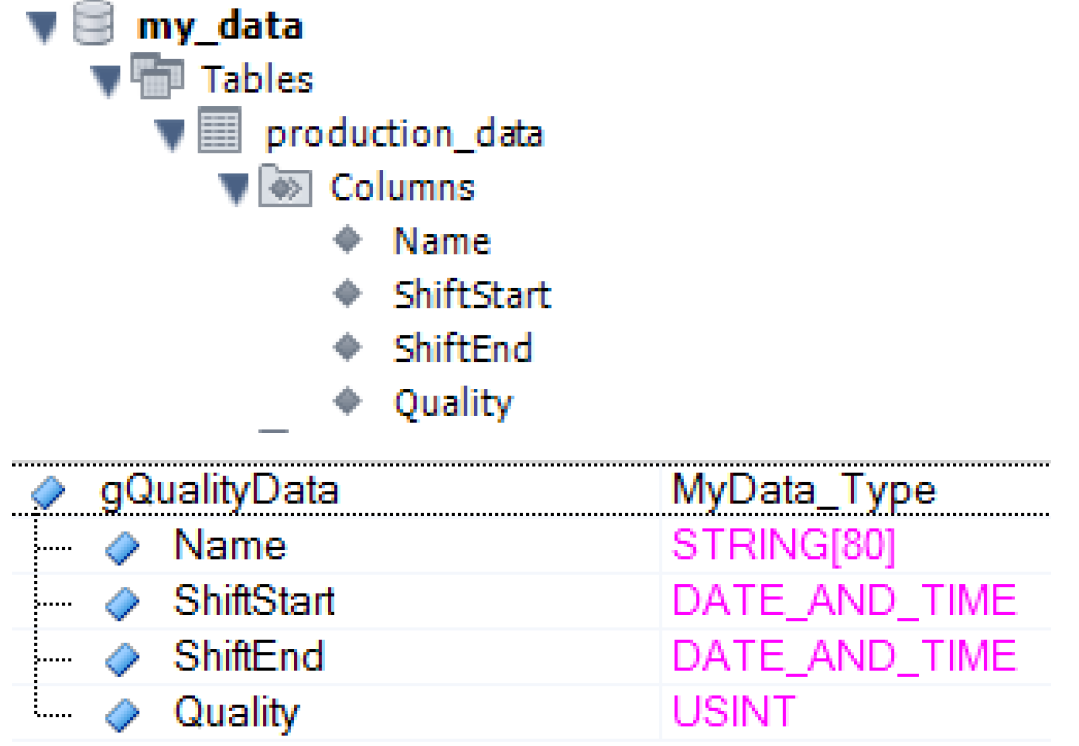 my_data
Tables
production_data
Columns
Name
ShiftStart
ShiftEnd
Quality
gQualityData MyData_Type
Name STRING[80]
ShiftStart DATE_AND_TIME
ShiftEnd DATE_AND_TIME
Quality USINT